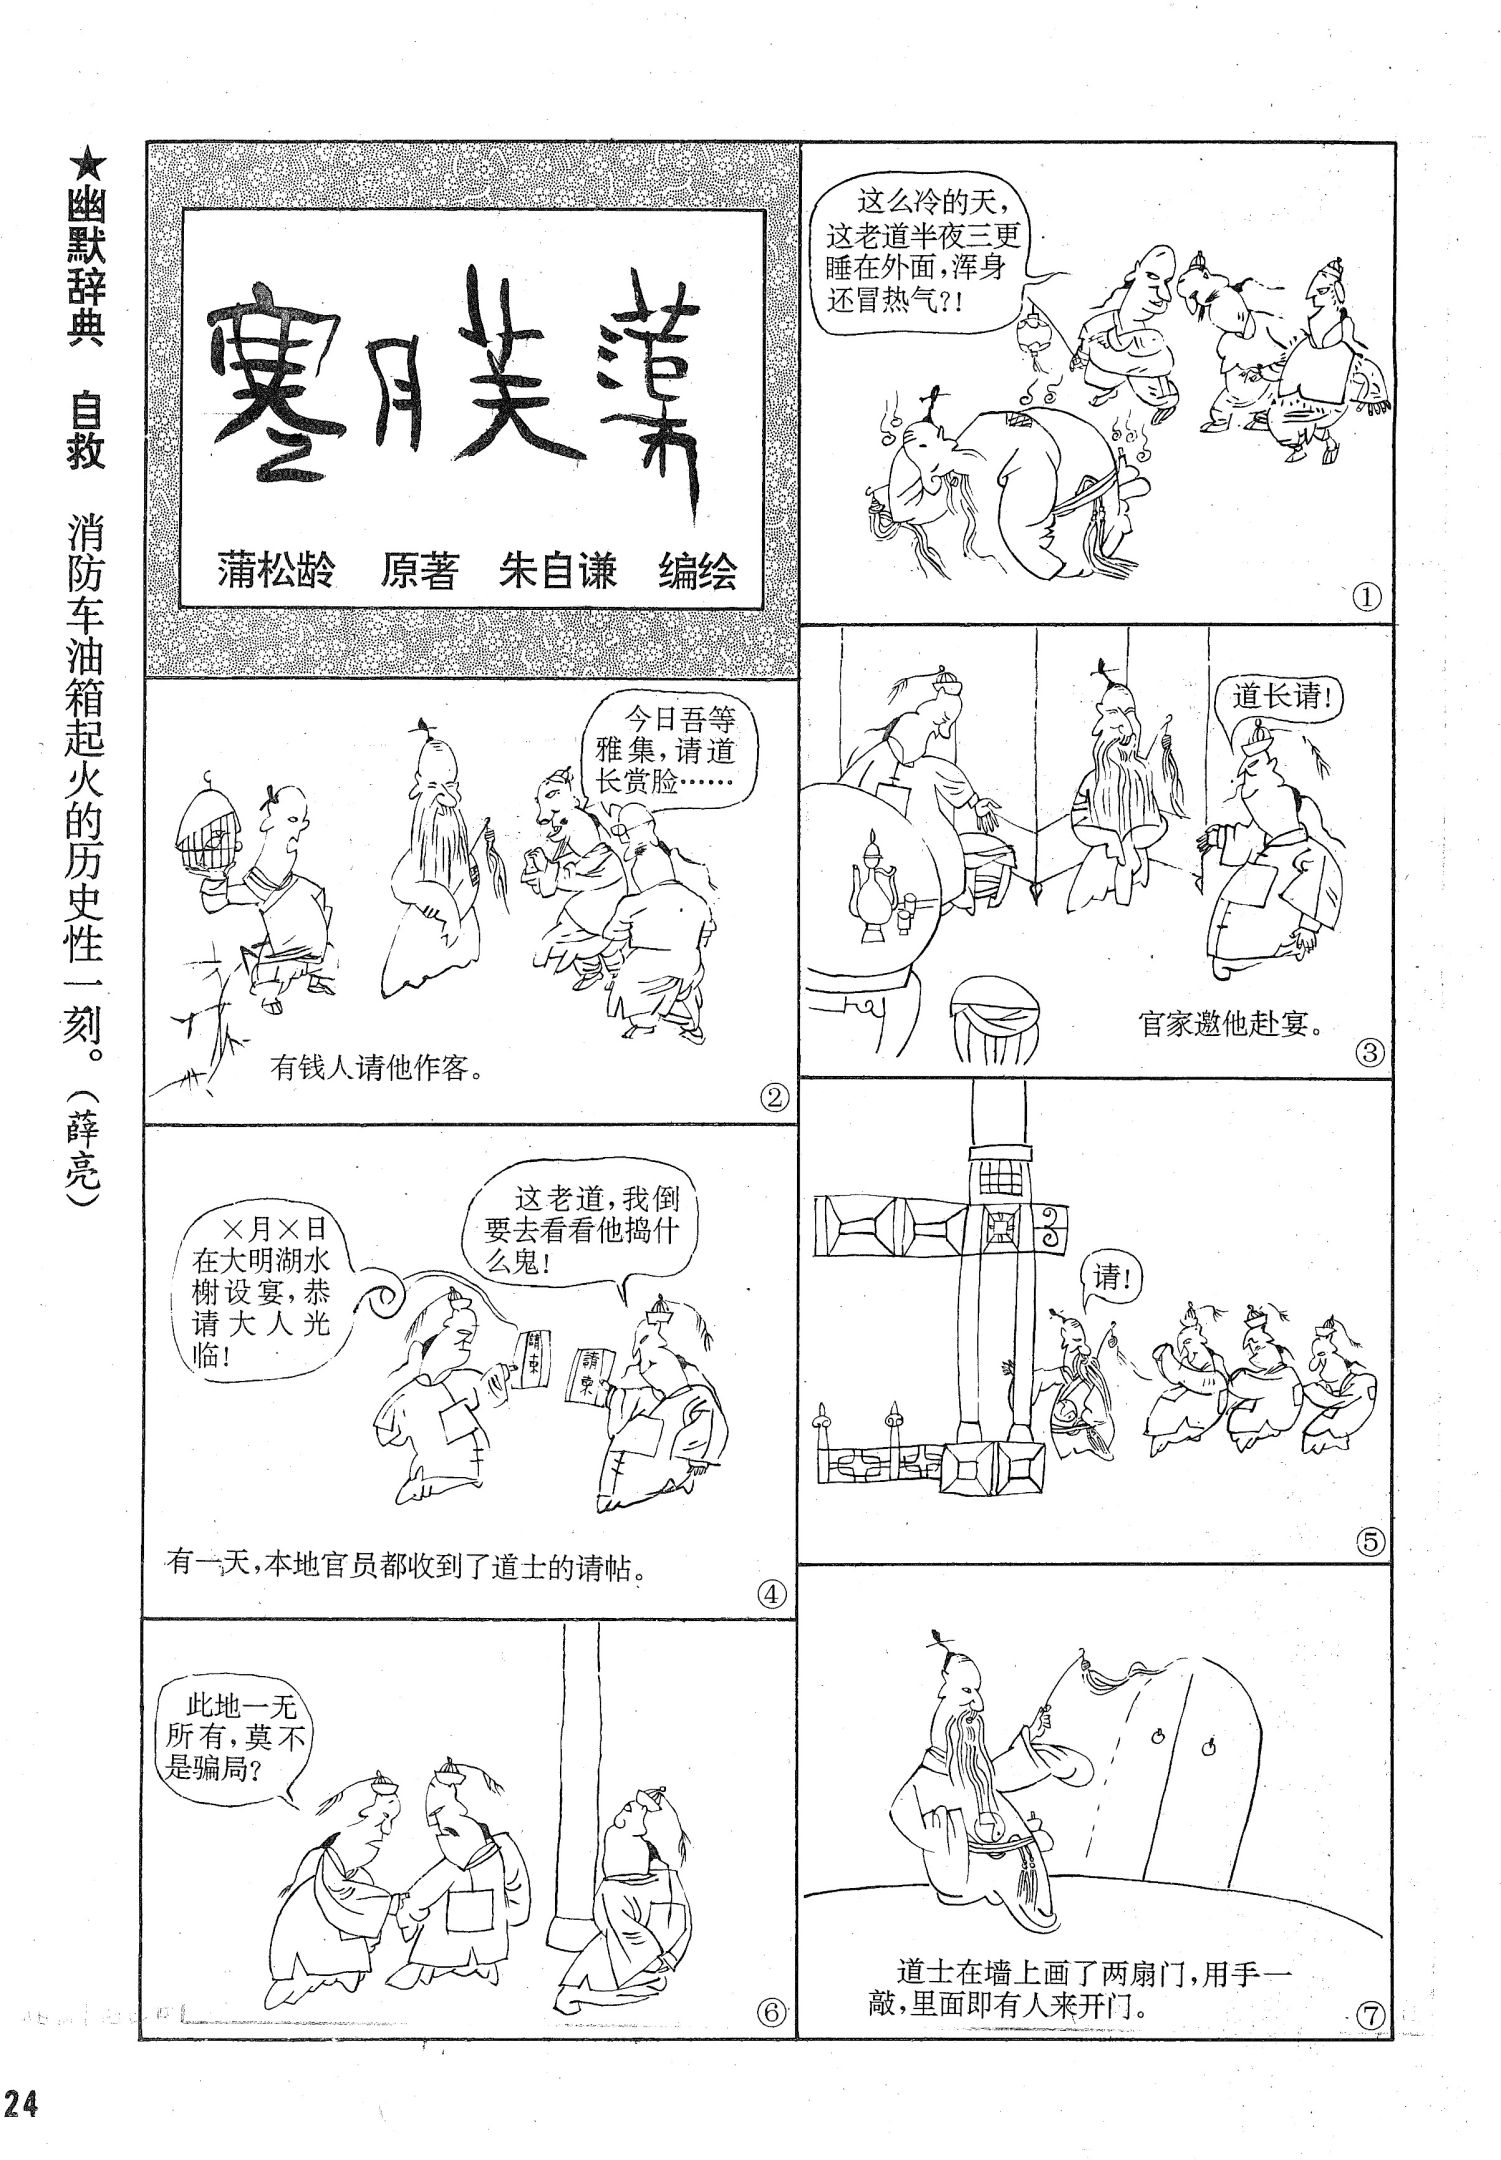 ★幽默辞典　自救　消防车油箱起火的历史性一刻。（薛亮）
寒月芙蕖
蒲松龄　原著　朱自谦　编绘
这么冷的天，
这老道半夜三更
睡在外面，浑身
还冒热气？！
①
今日吾等
雅集，请道
长赏脸……
有钱人请他作客。
②
道长请！
官家邀他赴宴。
③
×月×日
在大明湖水
榭设宴，恭
请大人光
临！
这老道，我倒
要去看看他捣什
么鬼！
請柬
請柬
有一天，本地官员都收到了道士的请帖。
④
请！
⑤
此地一无
所有，莫不
是骗局？
⑥
道士在墙上画了两扇门，用手一
敲，里面即有人来开门。
⑦
24